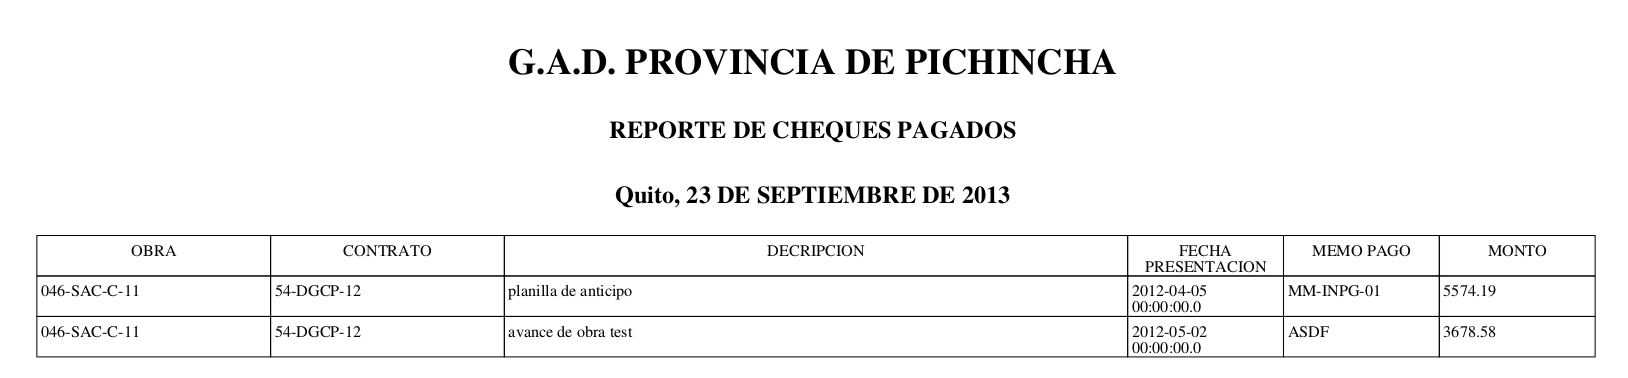 G.A.D. PROVINCIA DE PICHINCHA
REPORTE DE CHEQUES PAGADOS
Quito, 23 DE SEPTIEMBRE DE 2013
OBRA CONTRATO DECRIPCION FECHA PRESENTACION MEMO PAGO MONTO
046-SAC-C-11 54-DGCP-12 planilla de anticipo 2012-04-05 00:00:00.0 MM-INPG-01 5574.19
046-SAC-C-11 54-DGCP-12 avance de obra test 2012-05-02 00:00:00.0 ASDF 3678.58